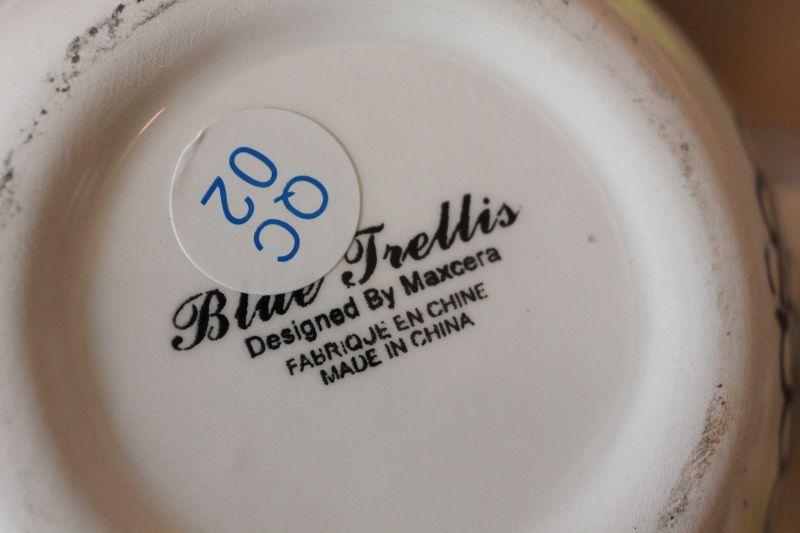 QC
02
Blue Trellis
Designed By Maxcera
FABRIQUE EN CHINE
MADE IN CHINA